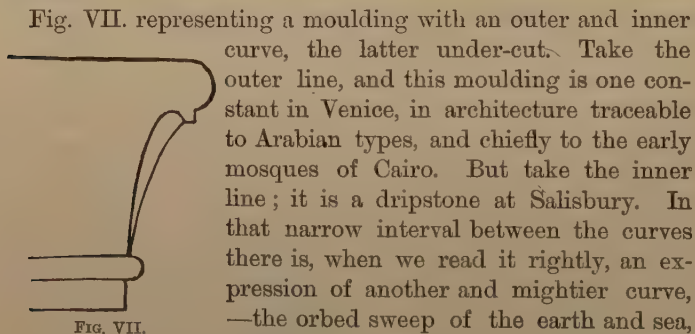 Fig. VII. representing a moulding with an outer and inner
curve, the latter under-cut. Take the
outer line, and this moulding is one con-
stant in Venice, in architecture traceable
to Arabian types, and chiefly to the early
mosques of Cairo. But take the inner
line; it is a dripstone at Salisbury. In
that narrow interval between the curves
there is, when we read it rightly, an ex-
pression of another and mightier curve,
—the orbed sweep of the earth and sea,
FIG. VII.